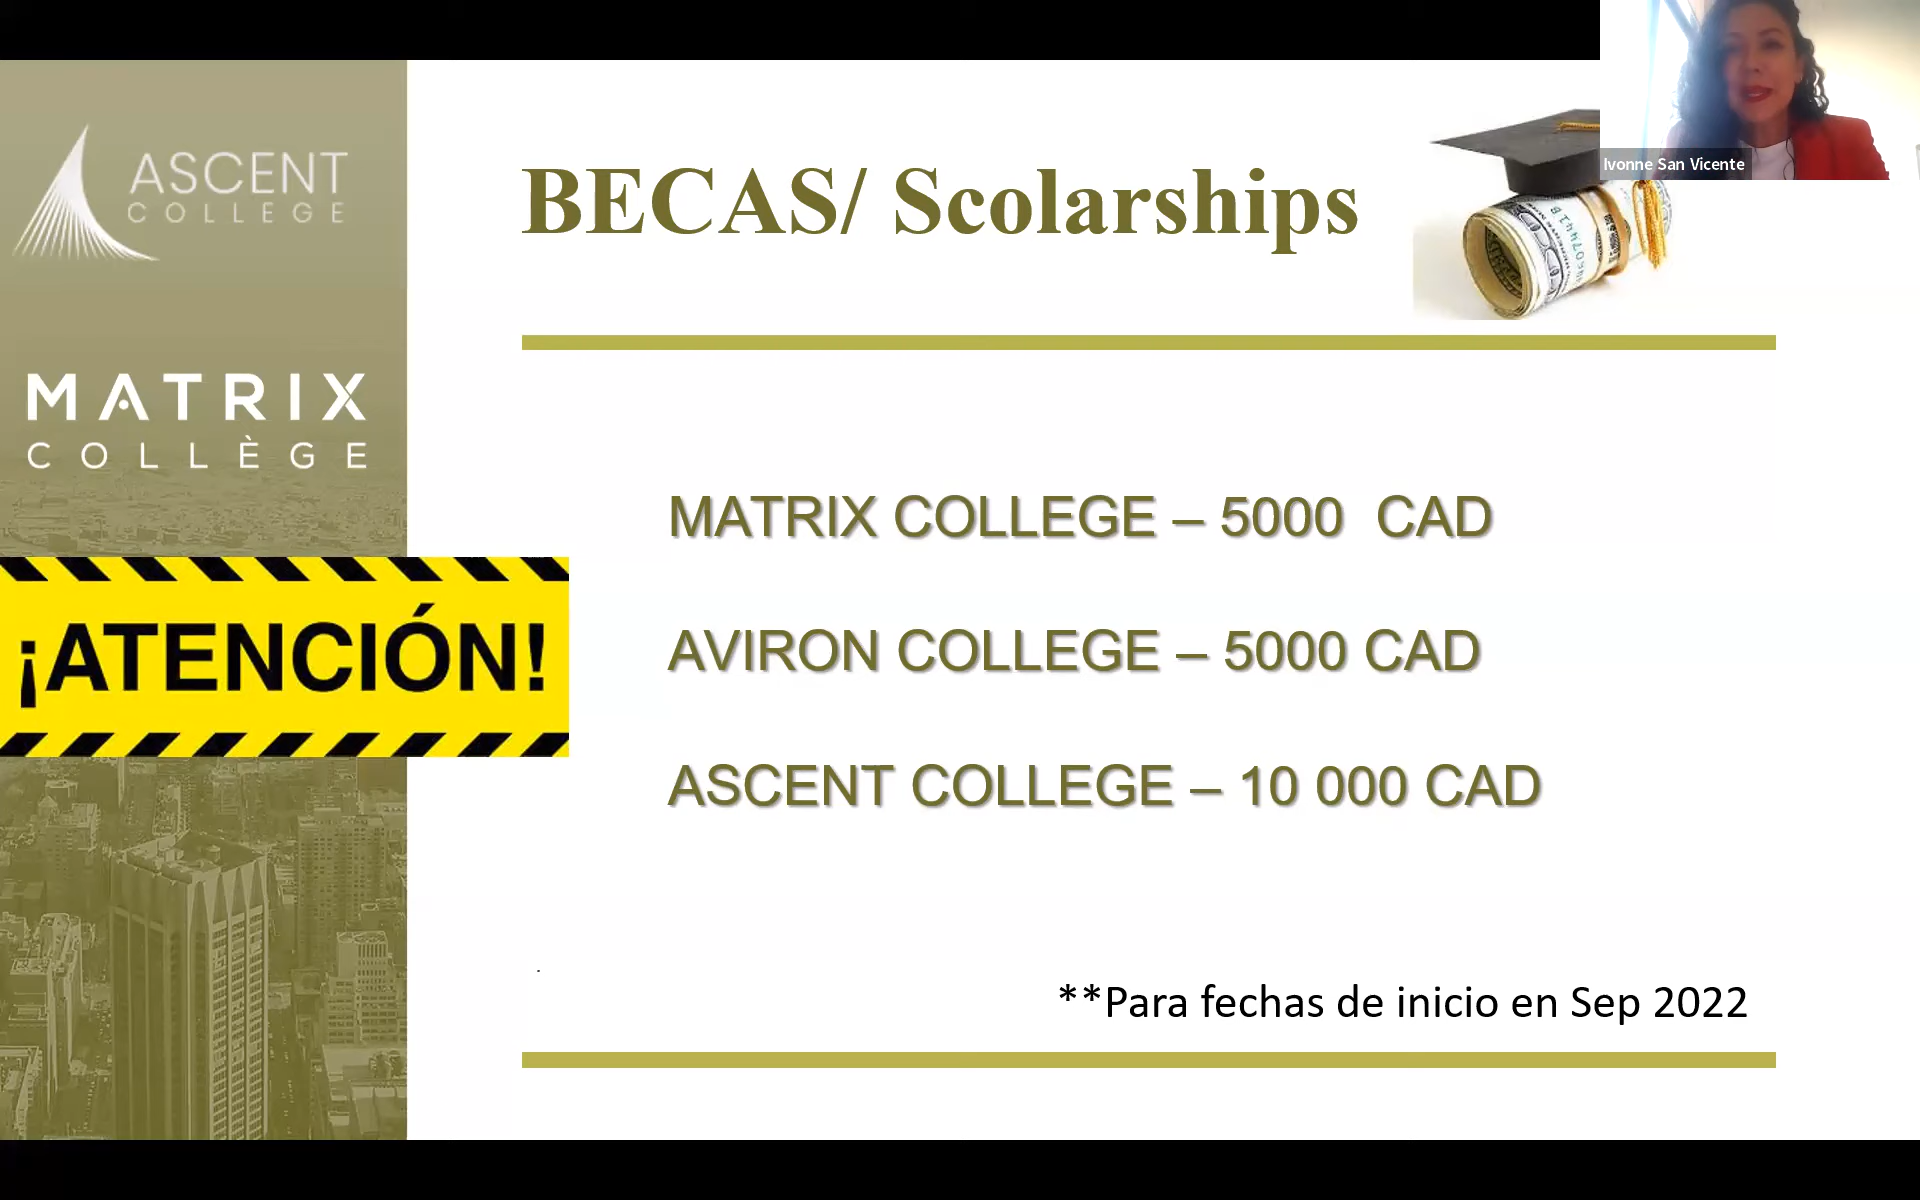 ASCENT
COLLEGE
MATRIX
COLLÈGE
¡ATENCIÓN!
BECAS/ Scolarships
Ivonne San Vicente
MATRIX COLLEGE – 5000 CAD
AVIRON COLLEGE – 5000 CAD
ASCENT COLLEGE – 10 000 CAD
.
**Para fechas de inicio en Sep 2022